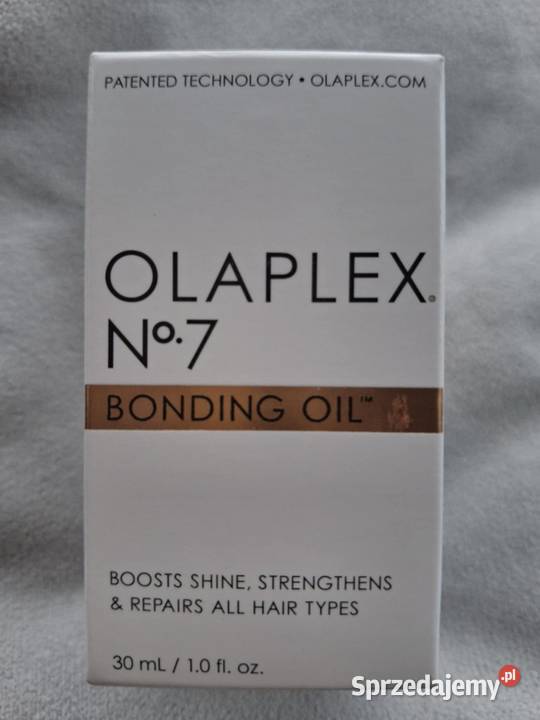 PATENTED TECHNOLOGY • OLAPLEX.COM
OLAPLEX®
Nº.7
BONDING OIL™
BOOSTS SHINE, STRENGTHENS
& REPAIRS ALL HAIR TYPES
30 mL / 1.0 fl. oz.
Sprzedajemy.pl